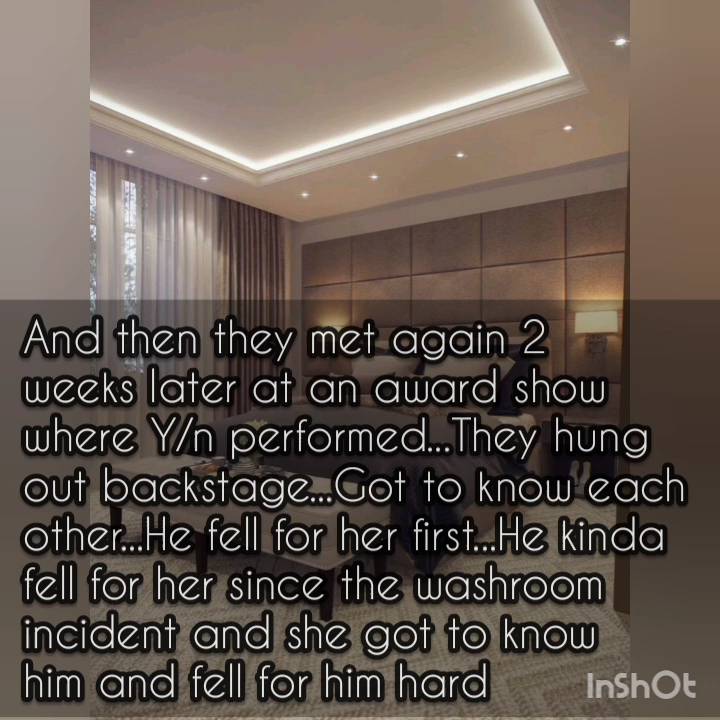 And then they met again 2
weeks later at an award show
where Y/n performed...They hung
out backstage...Got to know each
other...He fell for her first...He kinda
fell for her since the washroom
incident and she got to know
him and fell for him hard
InShOt